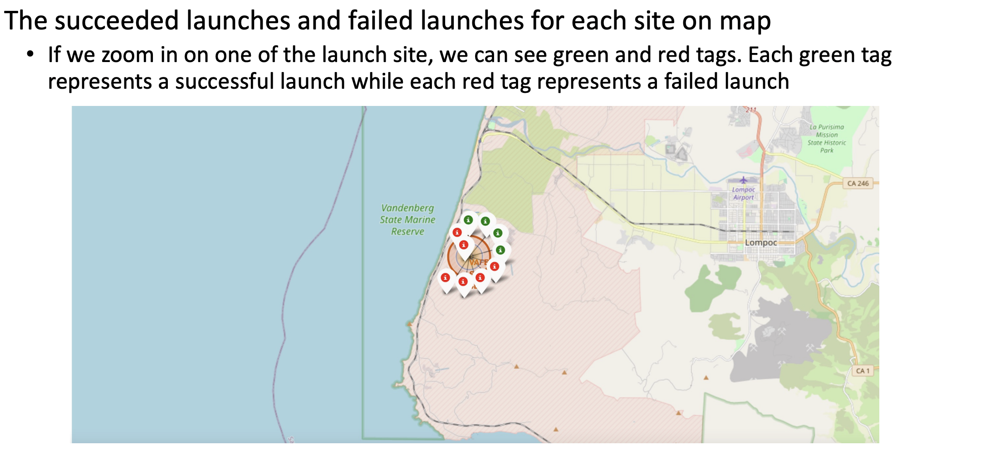 The succeeded launches and failed launches for each site on map
• If we zoom in on one of the launch site, we can see green and red tags. Each green tag
represents a successful launch while each red tag represents a failed launch
211
La Purisima
Mission
State Historic
Park
CA 246
Lompoc
Airport
Vandenberg
State Marine
Reserve
Lompoc
CA 1